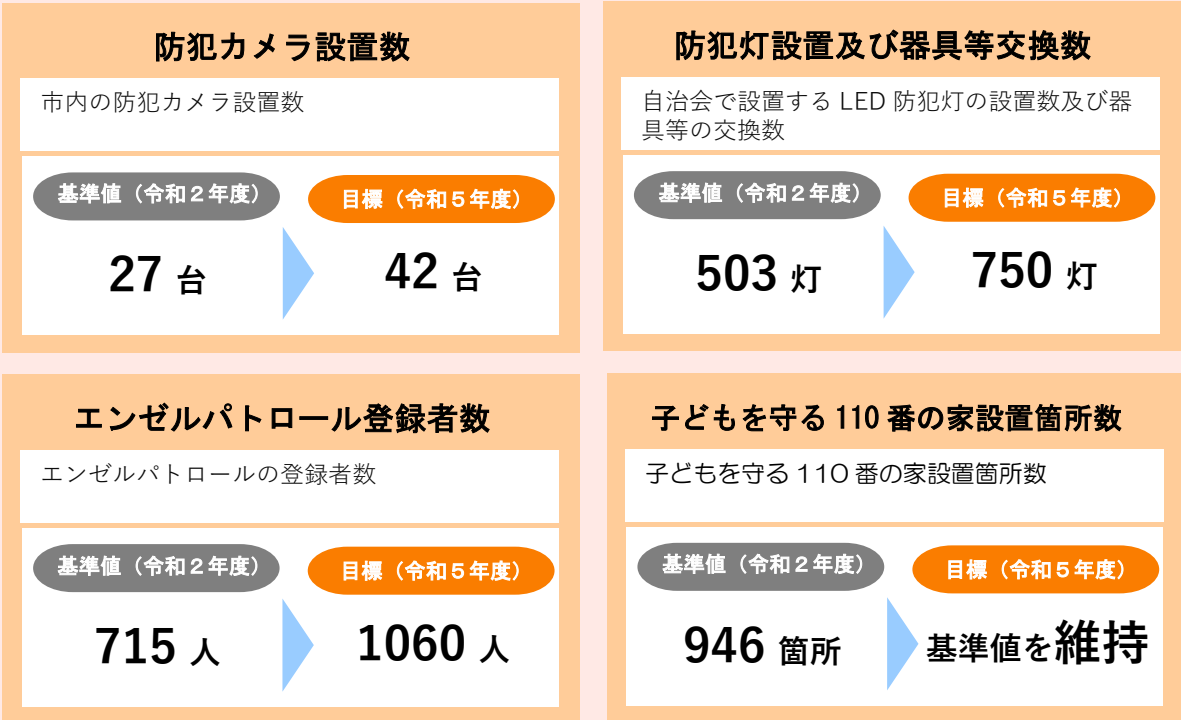 防犯カメラ設置数
市内の防犯カメラ設置数
基準値（令和２年度）
目標（令和５年度）
27 台
42 台
防犯灯設置及び器具等交換数
自治会で設置する LED 防犯灯の設置数及び器
具等の交換数
基準値（令和２年度）
目標（令和５年度）
503 灯
750 灯
エンゼルパトロール登録者数
エンゼルパトロールの登録者数
基準値（令和２年度）
目標（令和５年度）
715 人
1060 人
子どもを守る 110 番の家設置箇所数
子どもを守る 110 番の家設置箇所数
基準値（令和２年度）
目標（令和５年度）
946 箇所
基準値を維持